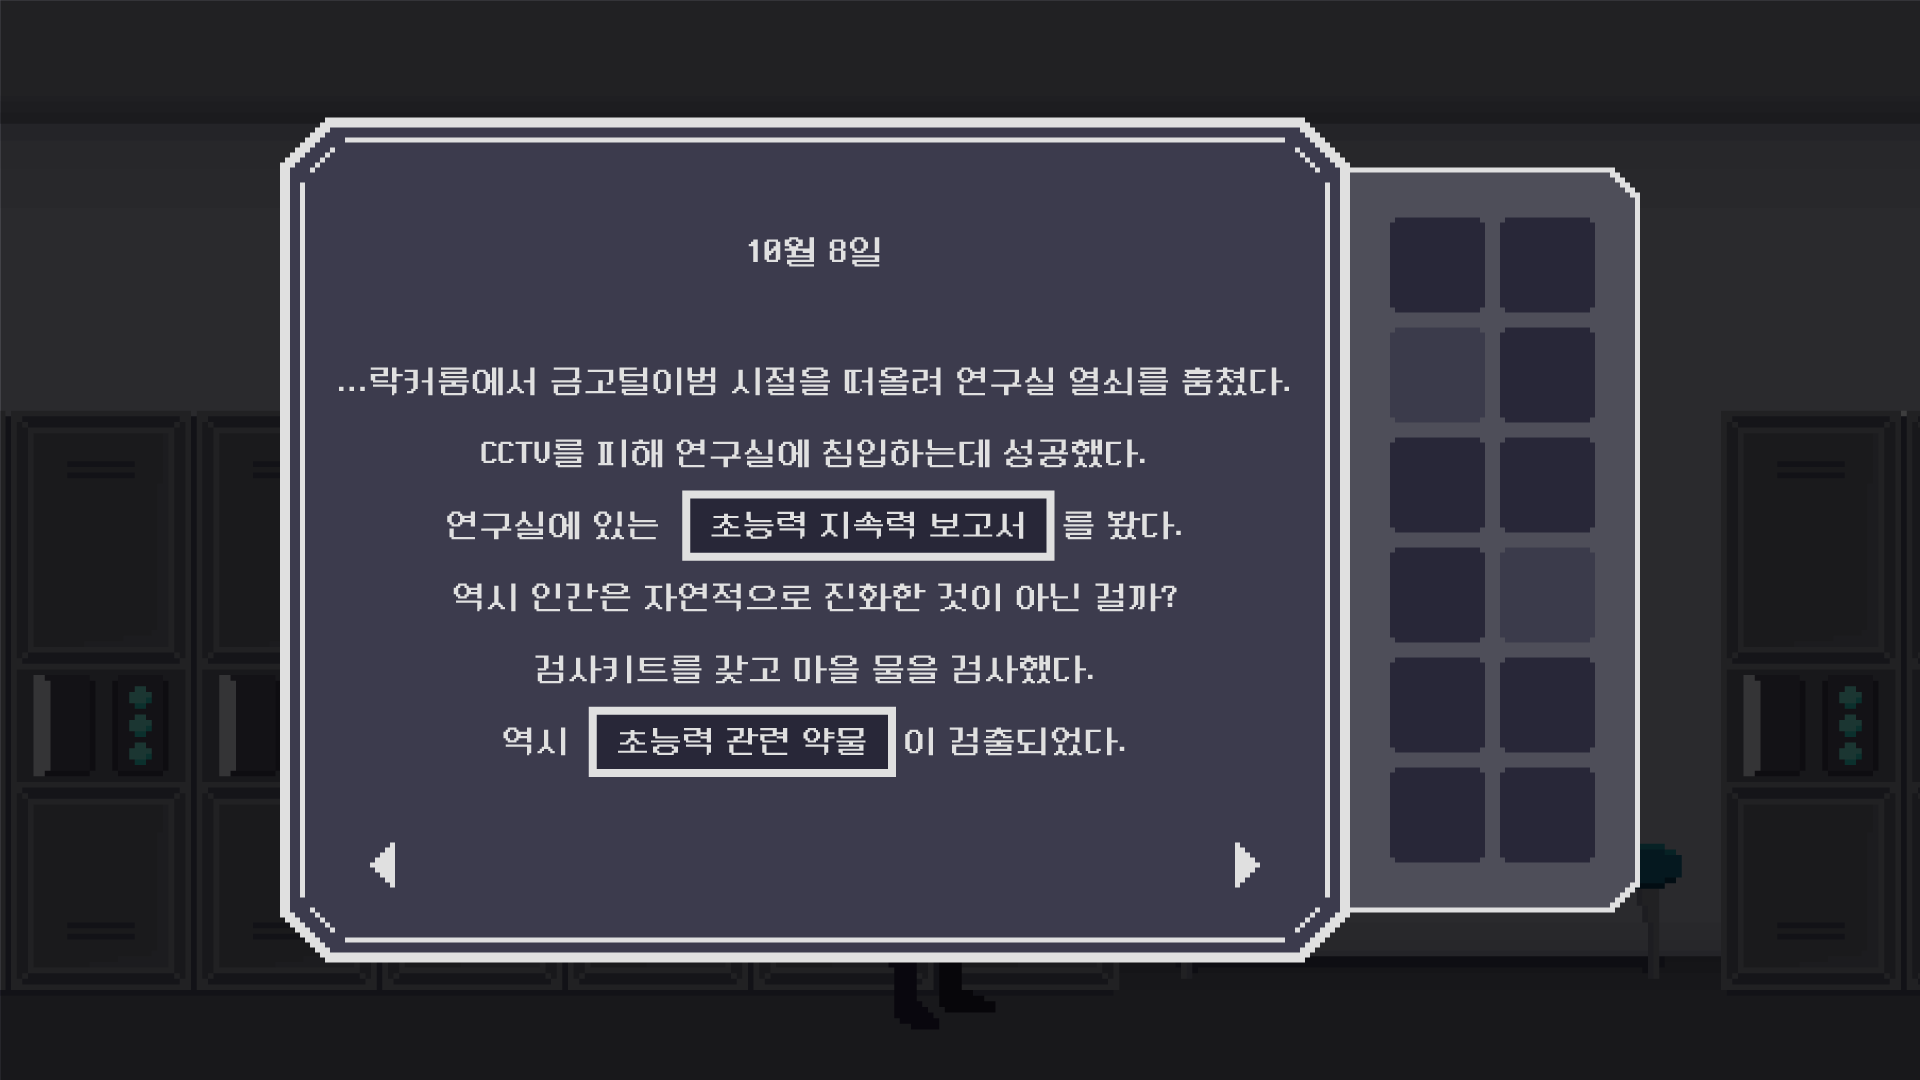 10월 8일
...락커룸에서 금고털이범 시절을 떠올려 연구실 열쇠를 훔쳤다.
CCTV를 피해 연구실에 침입하는데 성공했다.
연구실에 있는 초능력 지속력 보고서를 봤다.
역시 인간은 자연적으로 진화한 것이 아닌 걸까?
검사키트를 갖고 마을 물을 검사했다.
역시 초능력 관련 약물이 검출되었다.